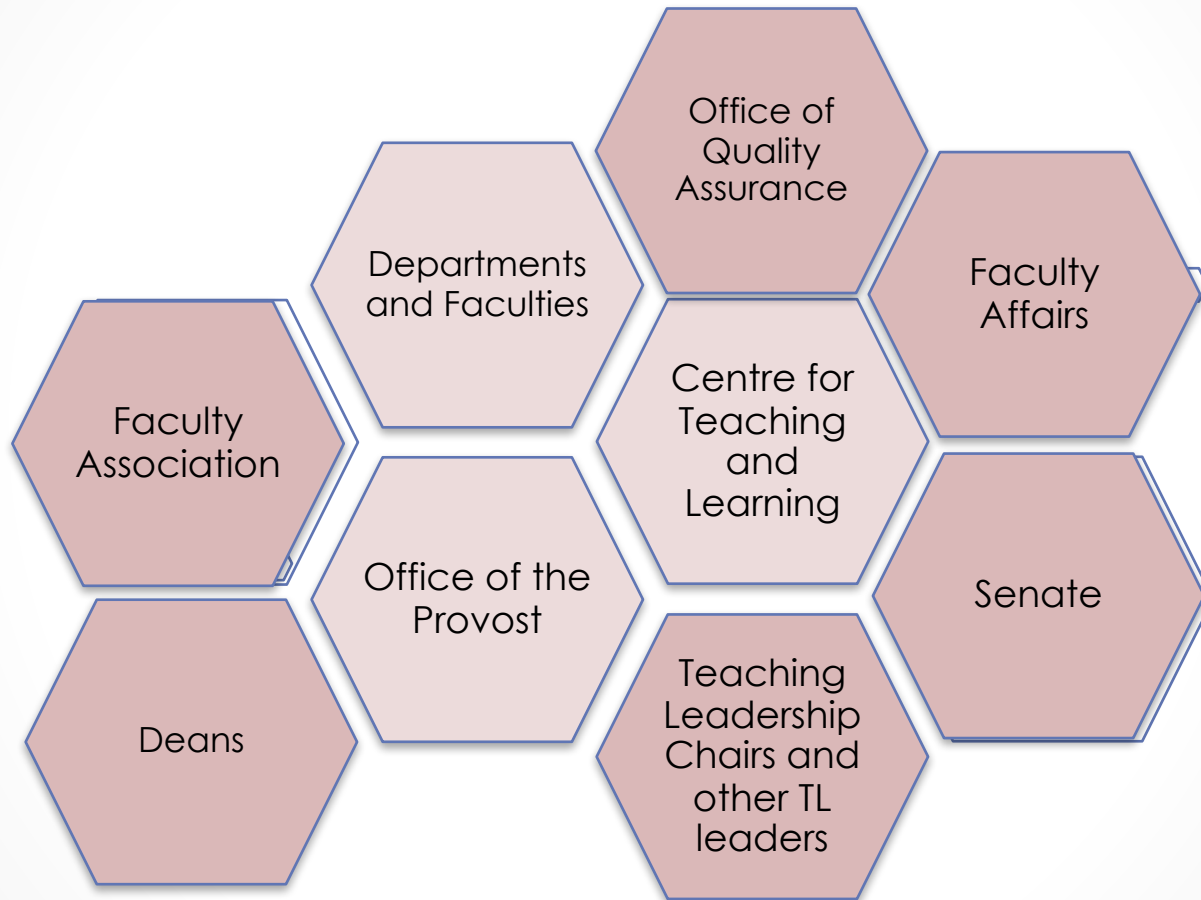 Office of
Quality
Assurance
Departments
and Faculties
Faculty
Affairs
Faculty
Association
Centre for
Teaching
and
Learning
Office of the
Provost
Senate
Deans
Teaching
Leadership
Chairs and
other TL
leaders